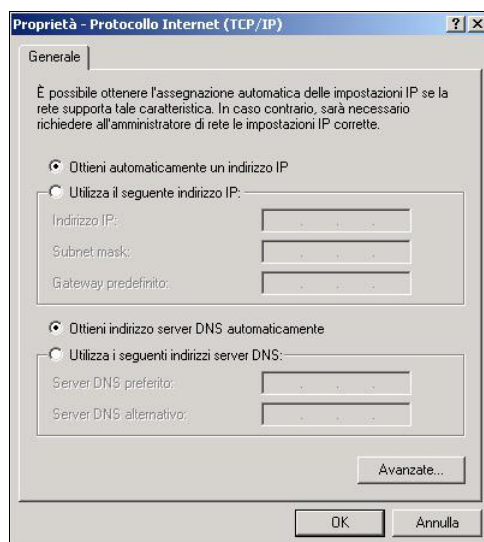 Proprietà - Protocollo Internet (TCP/IP)
Generale
È possibile ottenere l'assegnazione automatica delle impostazioni IP se la
rete supporta tale caratteristica. In caso contrario, sarà necessario
richiedere all'amministratore di rete le impostazioni IP corrette.
Ottieni automaticamente un indirizzo IP
Utilizza il seguente indirizzo IP:
Indirizzo IP:
Subnet mask:
Gateway predefinito:
Ottieni indirizzo server DNS automaticamente
Utilizza i seguenti indirizzi server DNS:
Server DNS preferito:
Server DNS alternativo:
Avanzate...
OK Annulla